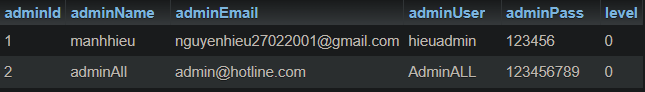 adminId adminName adminEmail adminUser adminPass level
1 manhhieu nguyenhieu27022001@gmail.com hieuadmin 123456 0
2 adminAll admin@hotline.com AdminALL 123456789 0